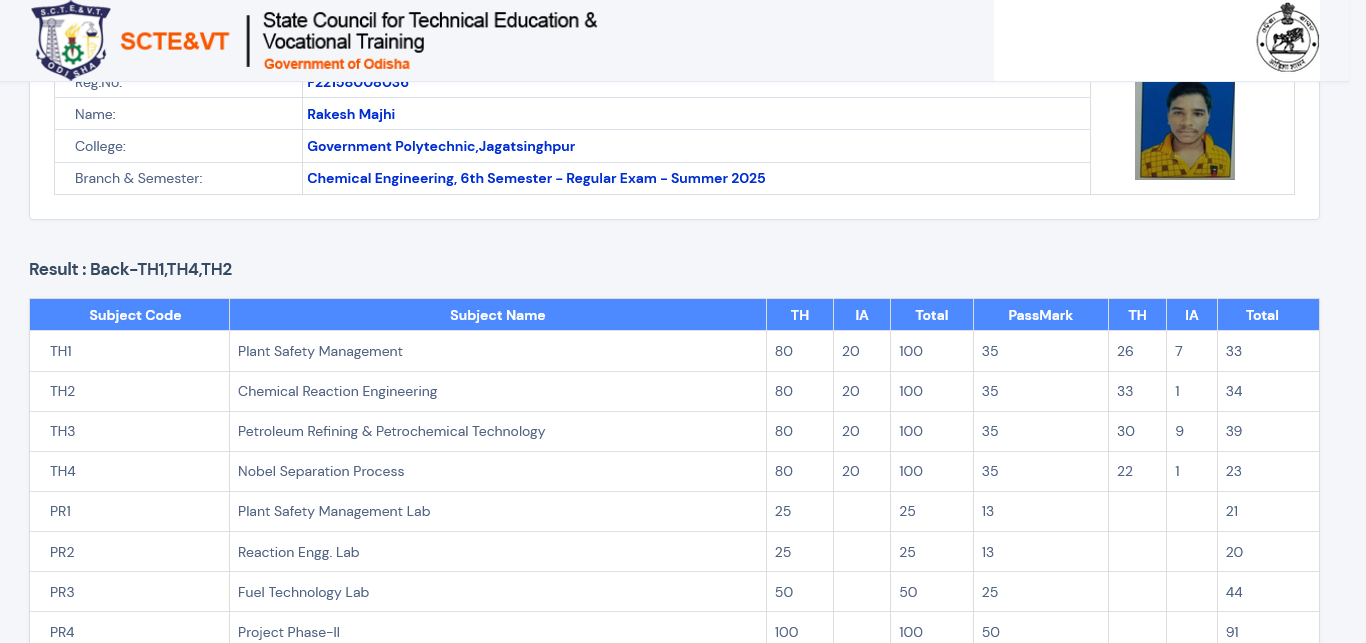 S.C.T.E.&V.T.
ODISHA
SCTE&VT
State Council for Technical Education &
Vocational Training
Government of Odisha
Reg.No: F22158008036
Name: Rakesh Majhi
College: Government Polytechnic,Jagatsinghpur
Branch & Semester: Chemical Engineering, 6th Semester - Regular Exam - Summer 2025
Result : Back-TH1,TH4,TH2
Subject Code Subject Name TH IA Total PassMark TH IA Total
TH1 Plant Safety Management 80 20 100 35 26 7 33
TH2 Chemical Reaction Engineering 80 20 100 35 33 1 34
TH3 Petroleum Refining & Petrochemical Technology 80 20 100 35 30 9 39
TH4 Nobel Separation Process 80 20 100 35 22 1 23
PR1 Plant Safety Management Lab 25 25 13 21
PR2 Reaction Engg. Lab 25 25 13 20
PR3 Fuel Technology Lab 50 50 25 44
PR4 Project Phase-II 100 100 50 91